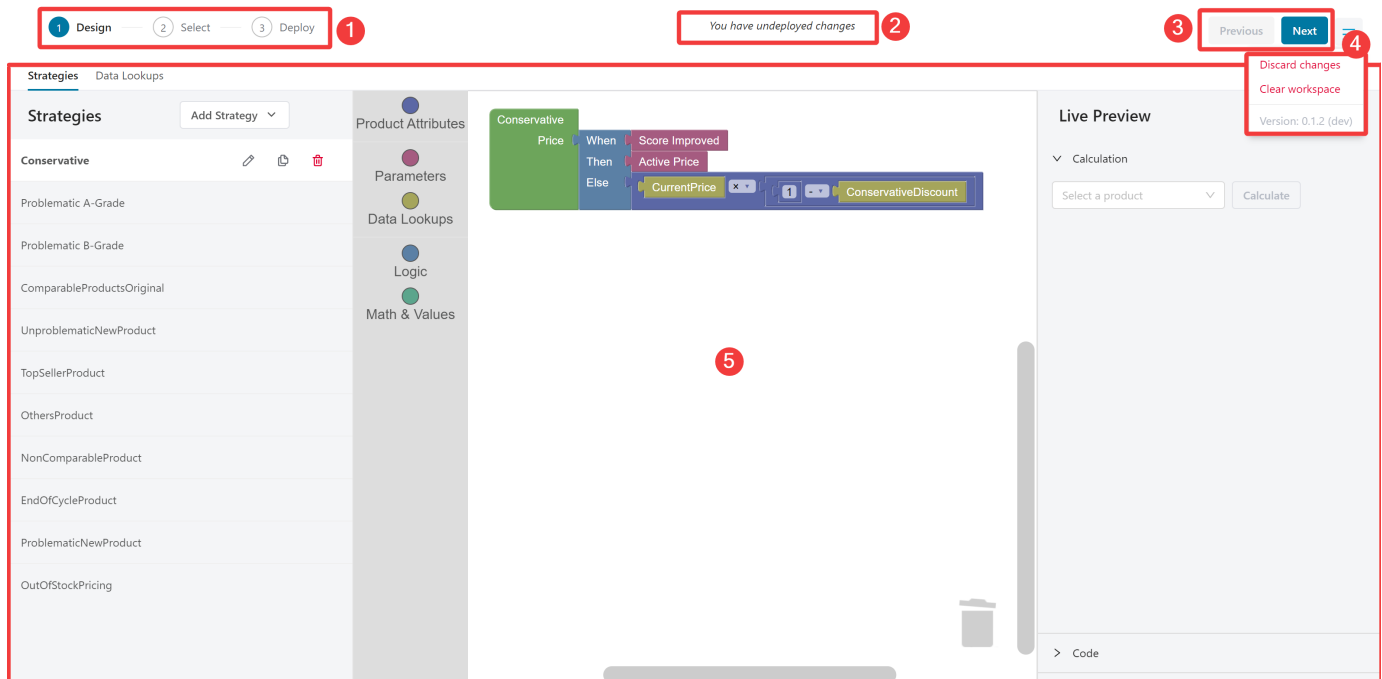 1 Design 2 Select 3 Deploy 1
You have undeployed changes 2
3 Previous Next 4
Discard changes
Clear workspace
Version: 0.1.2 (dev)
Strategies Data Lookups
Strategies Add Strategy
Conservative
Problematic A-Grade
Problematic B-Grade
ComparableProductsOriginal
UnproblematicNewProduct
TopSellerProduct
OthersProduct
NonComparableProduct
EndOfCycleProduct
ProblematicNewProduct
OutOfStockPricing
Product Attributes
Parameters
Data Lookups
Logic
Math & Values
Conservative
Price When Score Improved
Then Active Price
Else CurrentPrice × 1 - ConservativeDiscount
5
Live Preview
Calculation
Select a product Calculate
Code